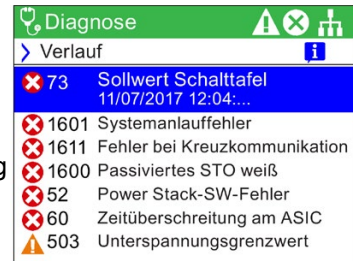 Diagnose
Verlauf i
73 Sollwert Schalttafel
11/07/2017 12:04:...
1601 Systemanlauffehler
1611 Fehler bei Kreuzkommunikation
g 1600 Passiviertes STO weiß
52 Power Stack-SW-Fehler
60 Zeitüberschreitung am ASIC
503 Unterspannungsgrenzwert